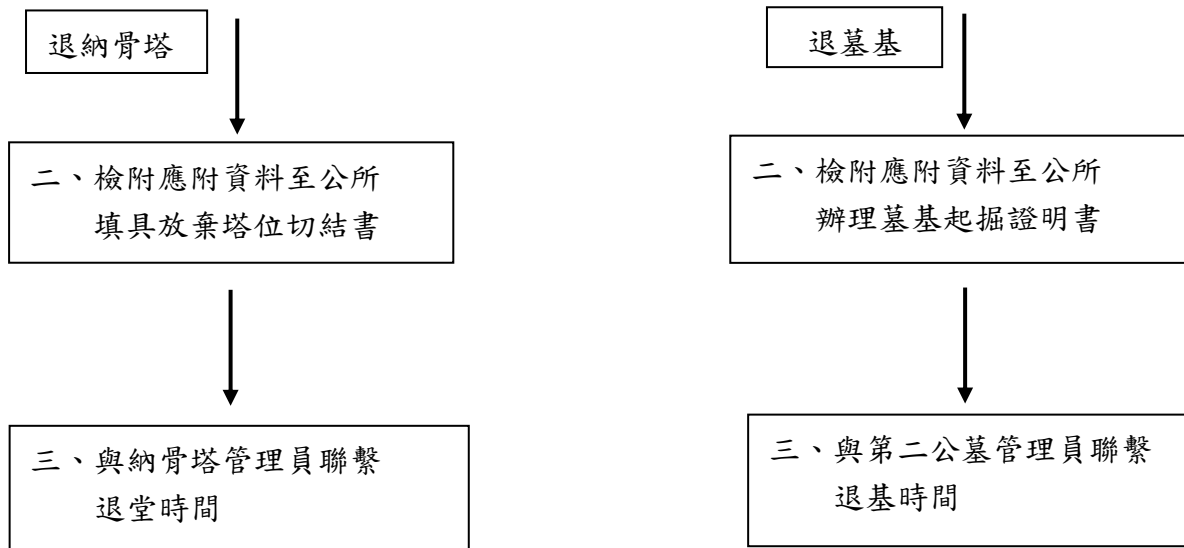 退納骨塔
二、檢附應附資料至公所
填具放棄塔位切結書
三、與納骨塔管理員聯繫
退堂時間
退墓基
二、檢附應附資料至公所
辦理墓基起掘證明書
三、與第二公墓管理員聯繫
退基時間